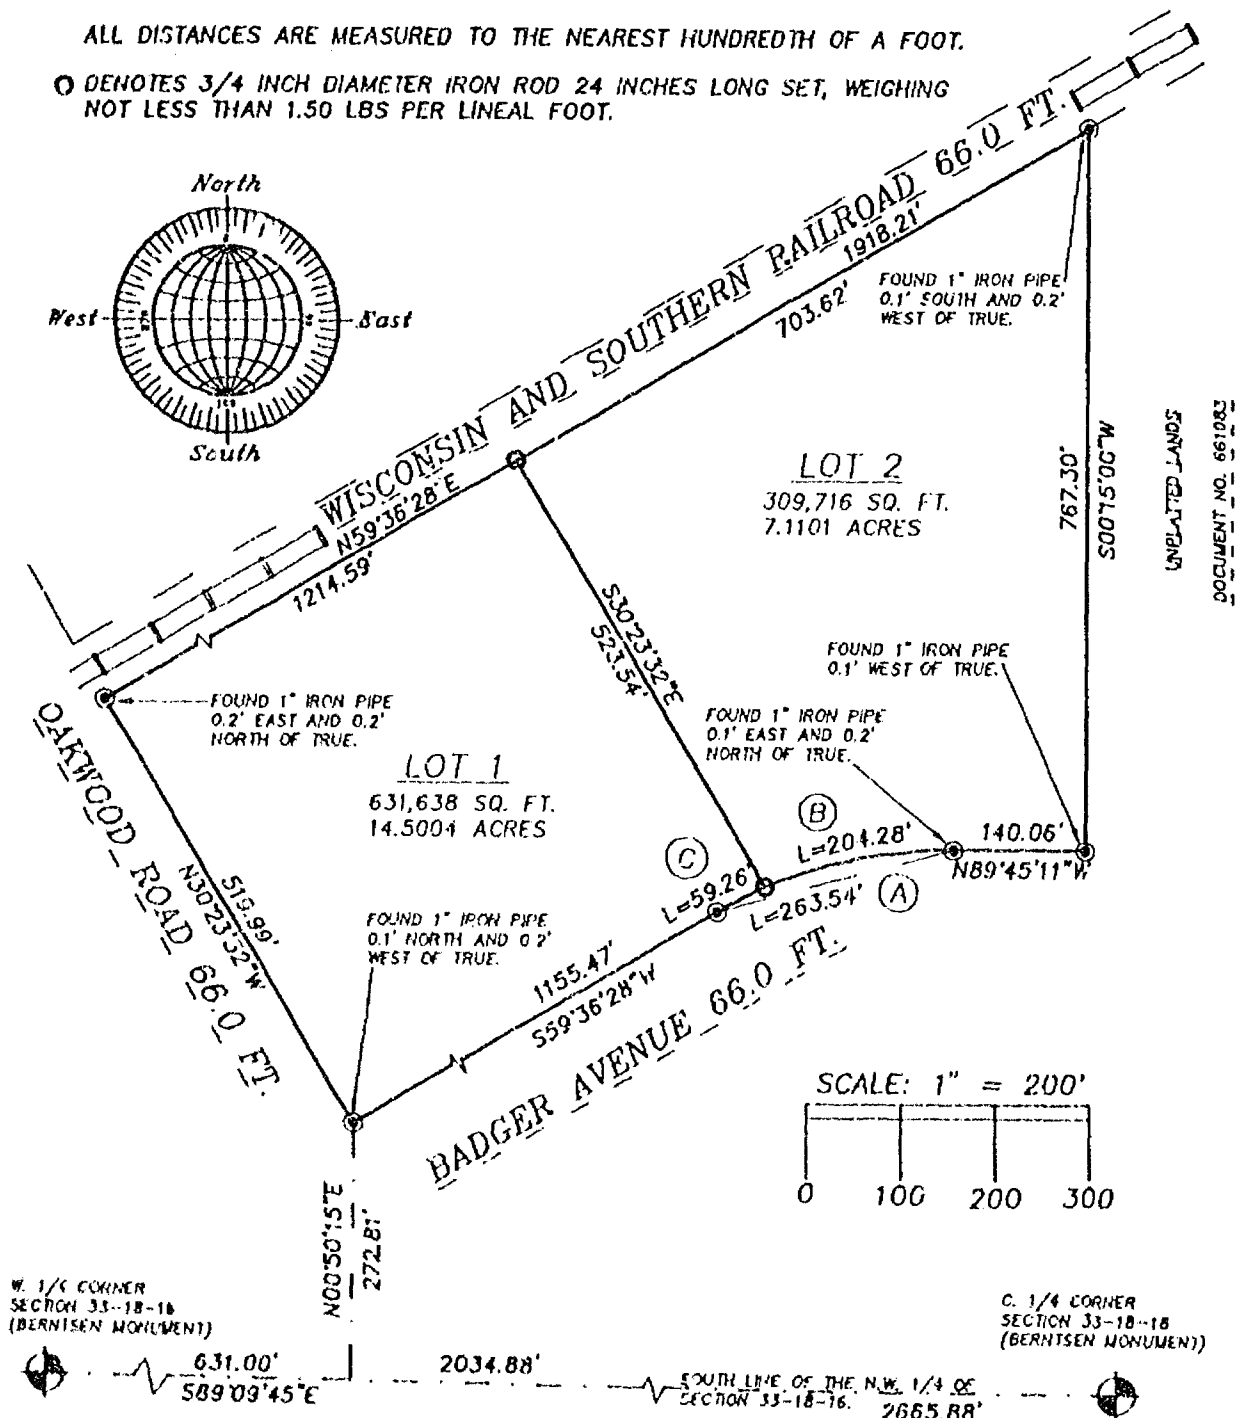 ALL DISTANCES ARE MEASURED TO THE NEAREST HUNDREDTH OF A FOOT.
DENOTES 3/4 INCH DIAMETER IRON ROD 24 INCHES LONG SET, WEIGHING
NOT LESS THAN 1.50 LBS PER LINEAL FOOT.
North
West
East
South
WISCONSIN AND SOUTHERN RAILROAD 66.0 FT.
1918.21'
703.62'
N59°36'28"E
1214.59'
FOUND 1" IRON PIPE
0.1' SOUTH AND 0.2'
WEST OF TRUE.
LOT 2
309,716 SQ. FT.
7.1101 ACRES
767.30'
S00°15'00"W
UNPLATTED LANDS
DOCUMENT NO. 661083
S30°23'32"E
523.54'
FOUND 1" IRON PIPE
0.1' WEST OF TRUE.
FOUND 1" IRON PIPE
0.2' EAST AND 0.2'
NORTH OF TRUE.
FOUND 1" IRON PIPE
0.1' EAST AND 0.2'
NORTH OF TRUE.
OAKWOOD ROAD 66.0 FT.
LOT 1
631,638 SQ. FT.
14.5004 ACRES
B
L=204.28'
140.06'
N89°45'11"W
C
L=59.26'
A
L=263.54'
519.99'
N30°23'52"W
FOUND 1" IRON PIPE
0.1' NORTH AND 0.2'
WEST OF TRUE.
1155.47'
S59°36'28"W
BADGER AVENUE 66.0 FT.
SCALE: 1" = 200'
0 100 200 300
N00°50'15"E
272.81'
W. 1/4 CORNER
SECTION 33-18-16
(BERNTSEN MONUMENT)
C. 1/4 CORNER
SECTION 33-18-16
(BERNTSEN MONUMENT)
631.00'
S89°09'45"E
2034.88'
SOUTH LINE OF THE N.W. 1/4 OF
SECTION 33-18-16.
2665.88'